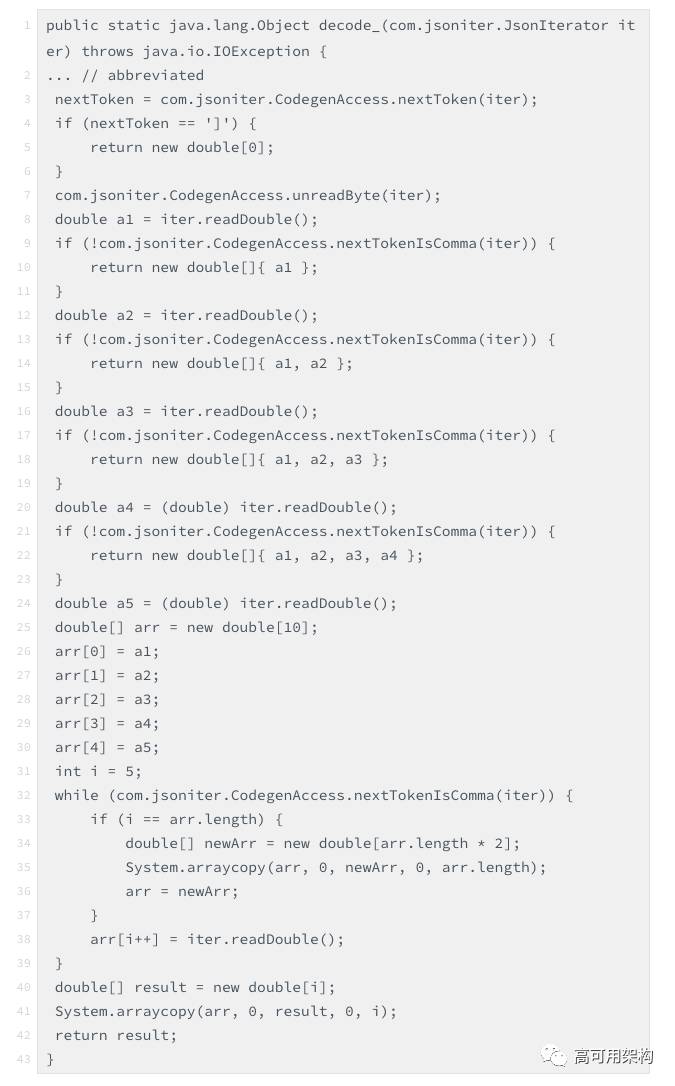 1 public static java.lang.Object decode_(com.jsoniter.JsonIterator it
er) throws java.io.IOException {
2 ... // abbreviated
3  nextToken = com.jsoniter.CodegenAccess.nextToken(iter);
4  if (nextToken == ']') {
5      return new double[0];
6  }
7  com.jsoniter.CodegenAccess.unreadByte(iter);
8  double a1 = iter.readDouble();
9  if (!com.jsoniter.CodegenAccess.nextTokenIsComma(iter)) {
10      return new double[]{ a1 };
11  }
12  double a2 = iter.readDouble();
13  if (!com.jsoniter.CodegenAccess.nextTokenIsComma(iter)) {
14      return new double[]{ a1, a2 };
15  }
16  double a3 = iter.readDouble();
17  if (!com.jsoniter.CodegenAccess.nextTokenIsComma(iter)) {
18      return new double[]{ a1, a2, a3 };
19  }
20  double a4 = (double) iter.readDouble();
21  if (!com.jsoniter.CodegenAccess.nextTokenIsComma(iter)) {
22      return new double[]{ a1, a2, a3, a4 };
23  }
24  double a5 = (double) iter.readDouble();
25  double[] arr = new double[10];
26  arr[0] = a1;
27  arr[1] = a2;
28  arr[2] = a3;
29  arr[3] = a4;
30  arr[4] = a5;
31  int i = 5;
32  while (com.jsoniter.CodegenAccess.nextTokenIsComma(iter)) {
33      if (i == arr.length) {
34          double[] newArr = new double[arr.length * 2];
35          System.arraycopy(arr, 0, newArr, 0, arr.length);
36          arr = newArr;
37      }
38      arr[i++] = iter.readDouble();
39  }
40  double[] result = new double[i];
41  System.arraycopy(arr, 0, result, 0, i);
42  return result;
43 }
高可用架构